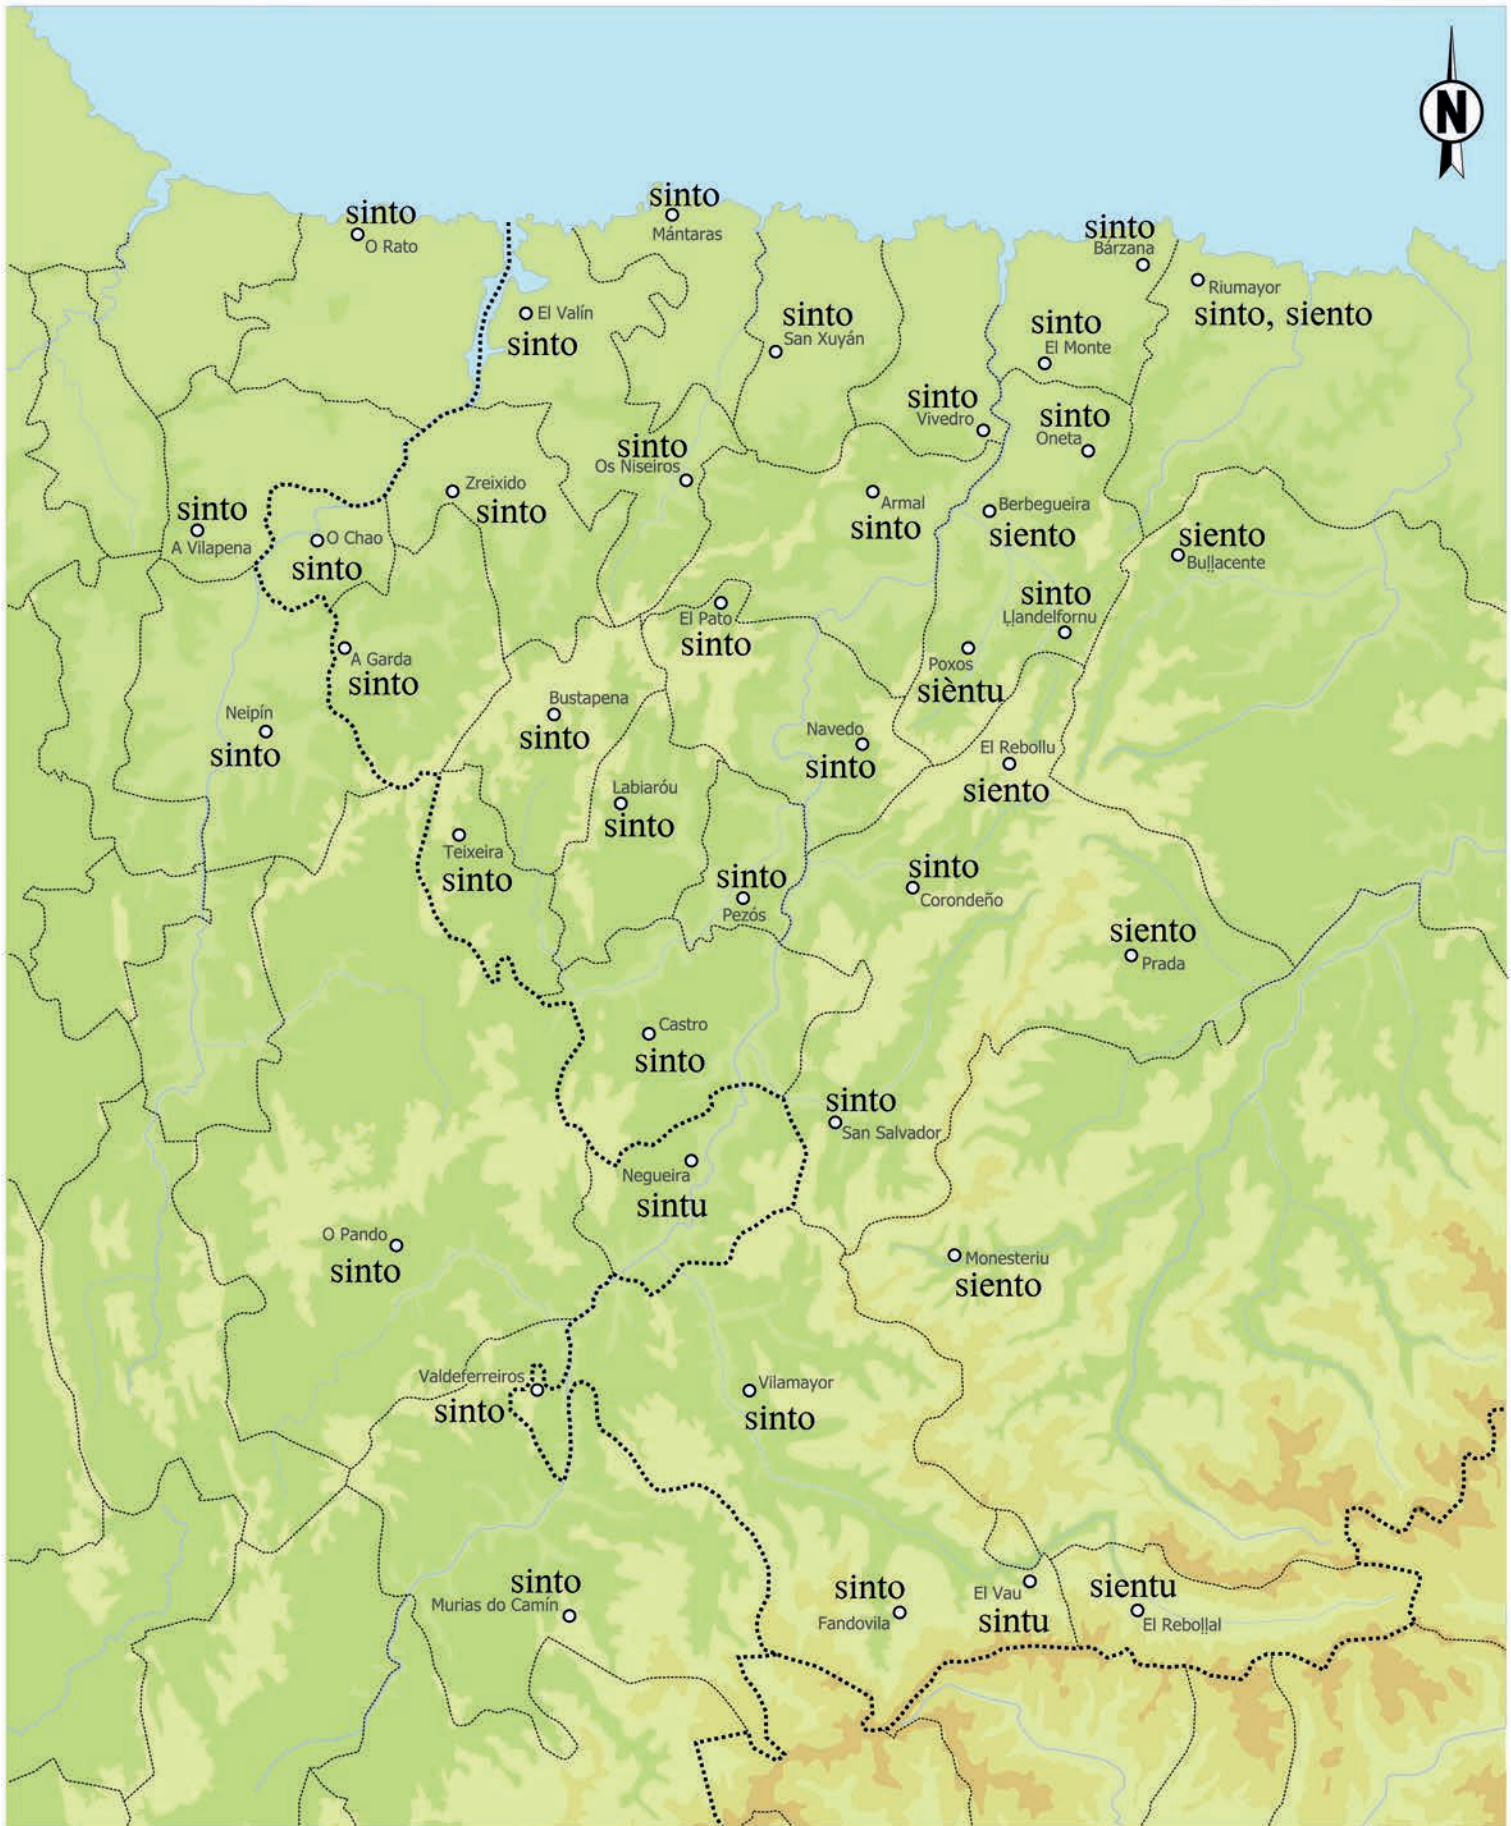 N
sinto
Mántaras
sinto
O Rato
sinto
Bárzana
Riumayor
sinto, siento
El Valín
sinto
sinto
San Xuyán
sinto
El Monte
sinto
Vivedro
sinto
Oneta
sinto
Os Niseiros
Zreixido
sinto
Armal
sinto
Berbegueira
siento
sinto
A Vilapena
O Chao
sinto
siento
Buḷḷacente
sinto
Ḷḷandelfornu
El Pato
sinto
A Garda
sinto
Poxos
sièntu
Bustapena
sinto
Neipín
sinto
Navedo
sinto
El Rebollu
siento
Labiaróu
sinto
Teixeira
sinto
sinto
Pezós
sinto
Corondeño
siento
Prada
Castro
sinto
sinto
San Salvador
Negueira
sintu
O Pando
sinto
Monesteriu
siento
Valdeferreiros
sinto
Vilamayor
sinto
sinto
Murias do Camín
sinto
Fandovila
El Vau
sintu
sientu
El Reboḷḷal